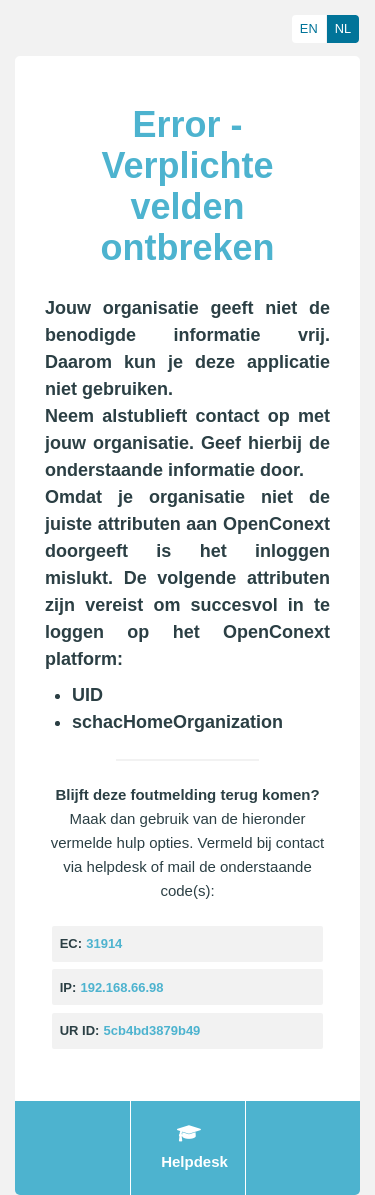 EN NL
Error -
Verplichte
velden
ontbreken
Jouw organisatie geeft niet de
benodigde informatie vrij.
Daarom kun je deze applicatie
niet gebruiken.
Neem alstublieft contact op met
jouw organisatie. Geef hierbij de
onderstaande informatie door.
Omdat je organisatie niet de
juiste attributen aan OpenConext
doorgeeft is het inloggen
mislukt. De volgende attributen
zijn vereist om succesvol in te
loggen op het OpenConext
platform:
• UID
• schacHomeOrganization
Blijft deze foutmelding terug komen?
Maak dan gebruik van de hieronder
vermelde hulp opties. Vermeld bij contact
via helpdesk of mail de onderstaande
code(s):
EC: 31914
IP: 192.168.66.98
UR ID: 5cb4bd3879b49
Helpdesk